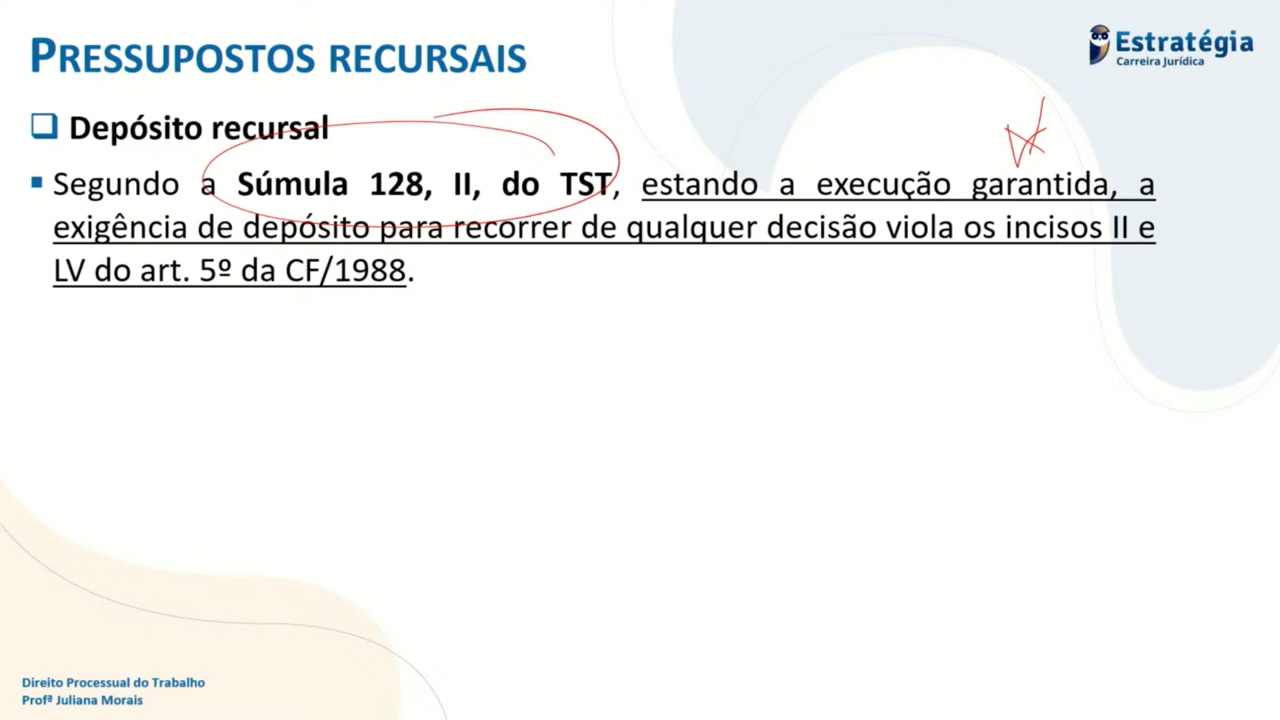 PRESSUPOSTOS RECURSAIS
Estratégia
Carreira Jurídica
Depósito recursal
Segundo a Súmula 128, II, do TST, estando a execução garantida, a
exigência de depósito para recorrer de qualquer decisão viola os incisos II e
LV do art. 5º da CF/1988.
Direito Processual do Trabalho
Profª Juliana Morais